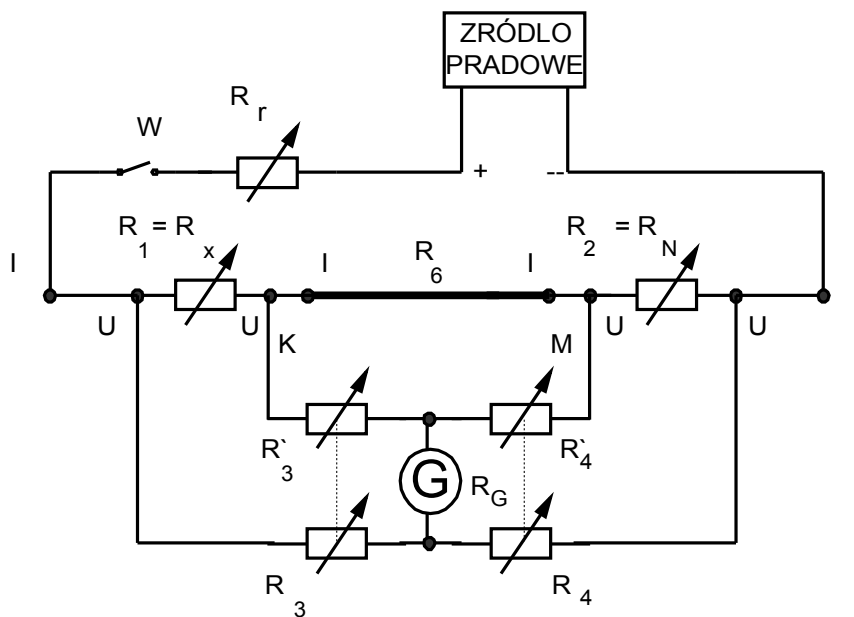 ZRÓDLO
PRADOWE
W
R r
+ --
R 1 = R x
R 2 = R N
I
I
R 6
I
U
U
K
M
U
U
R` 3
R` 4
G
R G
R 3
R 4